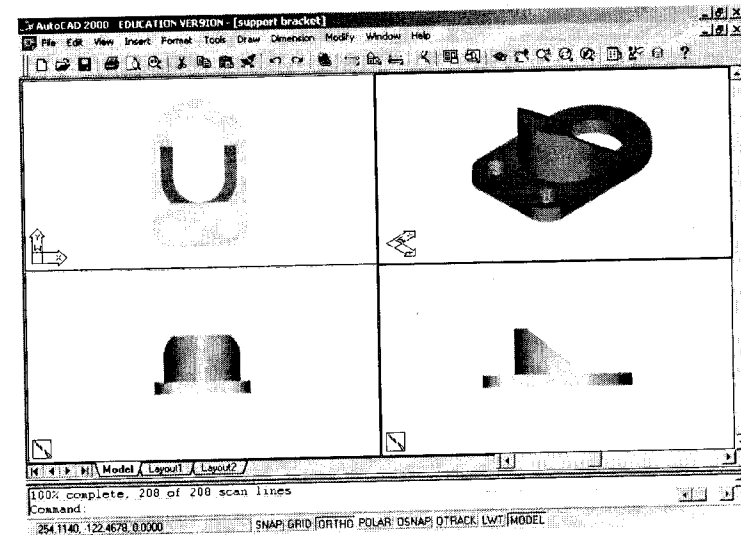 AutoCAD 2000 EDUCATION VERSION - [support bracket]
File Edit View Insert Format Tools Draw Dimension Modify Window Help
?
Y
W
X
Model Layout1 Layout2
100% complete, 208 of 208 scan lines
Command:
254.1140, -122.4678, 0.0000 SNAP GRID ORTHO POLAR OSNAP OTRACK LWT MODEL